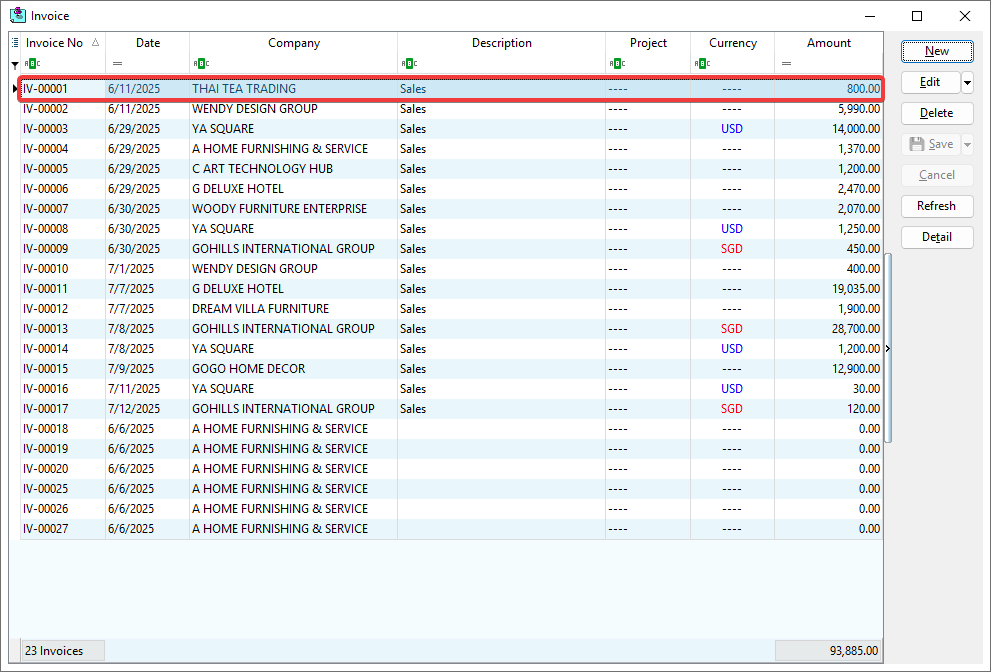 Invoice
Invoice No Date Company Description Project Currency Amount
ABC = ABC ABC ABC ABC =
IV-00001 6/11/2025 THAI TEA TRADING Sales ---- ---- 800.00
IV-00002 6/11/2025 WENDY DESIGN GROUP Sales ---- ---- 5,990.00
IV-00003 6/29/2025 YA SQUARE Sales ---- USD 14,000.00
IV-00004 6/29/2025 A HOME FURNISHING & SERVICE Sales ---- ---- 1,370.00
IV-00005 6/29/2025 C ART TECHNOLOGY HUB Sales ---- ---- 1,200.00
IV-00006 6/29/2025 G DELUXE HOTEL Sales ---- ---- 2,470.00
IV-00007 6/30/2025 WOODY FURNITURE ENTERPRISE Sales ---- ---- 2,070.00
IV-00008 6/30/2025 YA SQUARE Sales ---- USD 1,250.00
IV-00009 6/30/2025 GOHILLS INTERNATIONAL GROUP Sales ---- SGD 450.00
IV-00010 7/1/2025 WENDY DESIGN GROUP Sales ---- ---- 400.00
IV-00011 7/7/2025 G DELUXE HOTEL Sales ---- ---- 19,035.00
IV-00012 7/7/2025 DREAM VILLA FURNITURE Sales ---- ---- 1,900.00
IV-00013 7/8/2025 GOHILLS INTERNATIONAL GROUP Sales ---- SGD 28,700.00
IV-00014 7/8/2025 YA SQUARE Sales ---- USD 1,200.00
IV-00015 7/9/2025 GOGO HOME DECOR Sales ---- ---- 12,900.00
IV-00016 7/11/2025 YA SQUARE Sales ---- USD 30.00
IV-00017 7/12/2025 GOHILLS INTERNATIONAL GROUP Sales ---- SGD 120.00
IV-00018 6/6/2025 A HOME FURNISHING & SERVICE ---- ---- 0.00
IV-00019 6/6/2025 A HOME FURNISHING & SERVICE ---- ---- 0.00
IV-00020 6/6/2025 A HOME FURNISHING & SERVICE ---- ---- 0.00
IV-00025 6/6/2025 A HOME FURNISHING & SERVICE ---- ---- 0.00
IV-00026 6/6/2025 A HOME FURNISHING & SERVICE ---- ---- 0.00
IV-00027 6/6/2025 A HOME FURNISHING & SERVICE ---- ---- 0.00
23 Invoices 93,885.00
New
Edit
Delete
Save
Cancel
Refresh
Detail